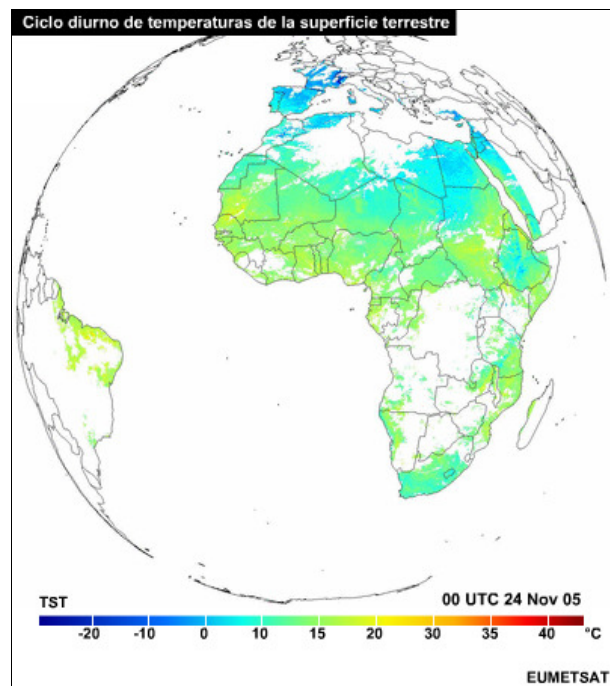 Ciclo diurno de temperaturas de la superficie terrestre
TST 00 UTC 24 Nov 05
-20 -10 0 10 15 20 30 35 40 °C
EUMETSAT